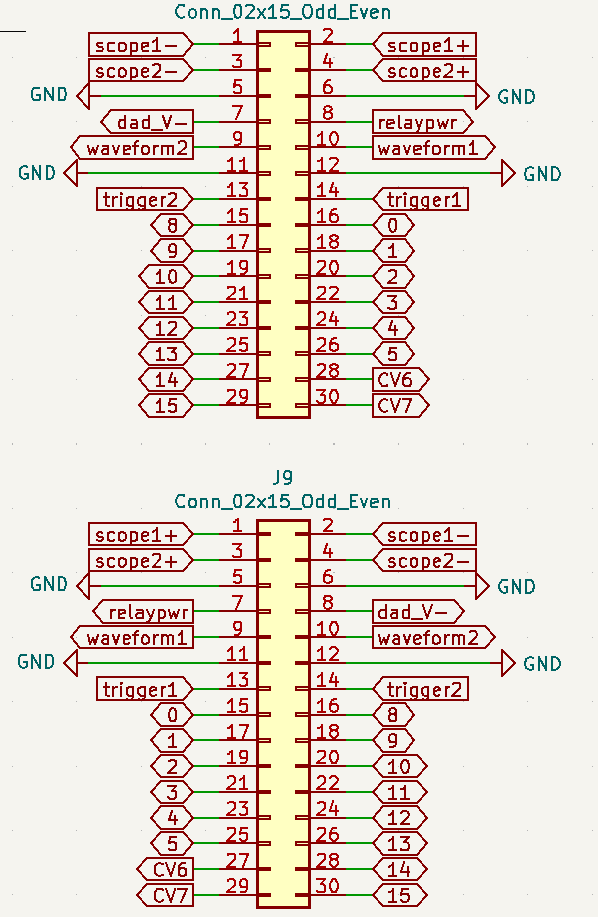 Conn_02x15_Odd_Even
scope1- 1 2 scope1+
scope2- 3 4 scope2+
GND 5 6 GND
dad_V- 7 8 relaypwr
waveform2 9 10 waveform1
GND 11 12 GND
trigger2 13 14 trigger1
8 15 16 0
9 17 18 1
10 19 20 2
11 21 22 3
12 23 24 4
13 25 26 5
14 27 28 CV6
15 29 30 CV7
J9
Conn_02x15_Odd_Even
scope1+ 1 2 scope1-
scope2+ 3 4 scope2-
GND 5 6 GND
relaypwr 7 8 dad_V-
waveform1 9 10 waveform2
GND 11 12 GND
trigger1 13 14 trigger2
0 15 16 8
1 17 18 9
2 19 20 10
3 21 22 11
4 23 24 12
5 25 26 13
CV6 27 28 14
CV7 29 30 15